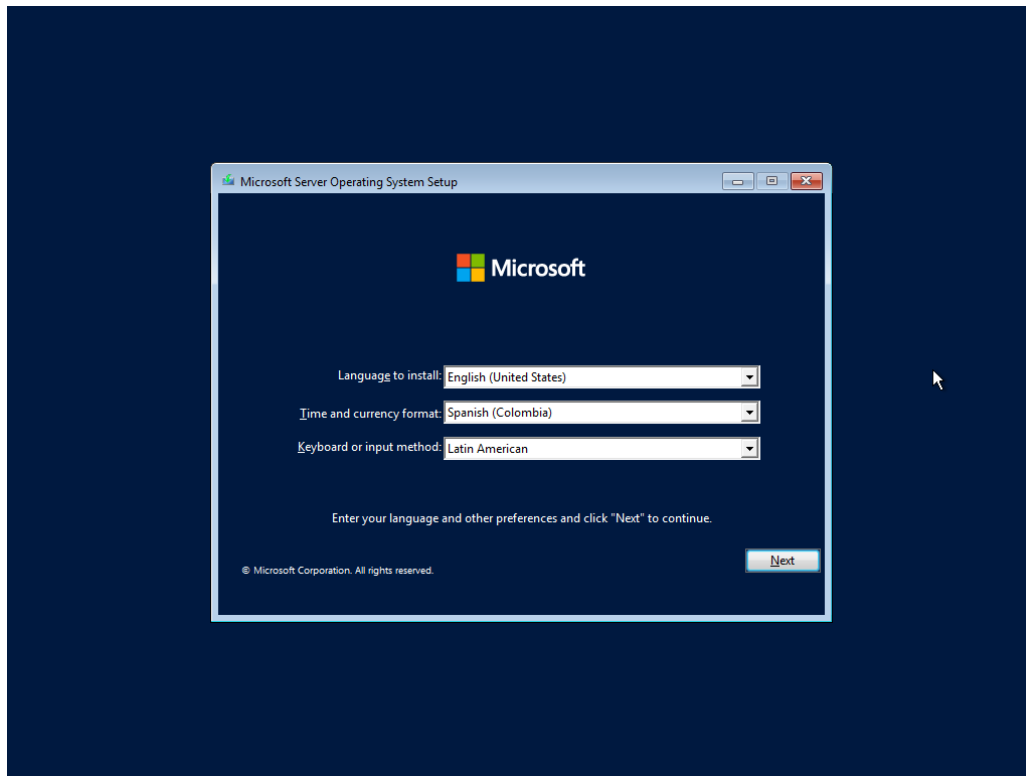 Microsoft Server Operating System Setup
Microsoft
Language to install: English (United States)
Time and currency format: Spanish (Colombia)
Keyboard or input method: Latin American
Enter your language and other preferences and click "Next" to continue.
Next
© Microsoft Corporation. All rights reserved.